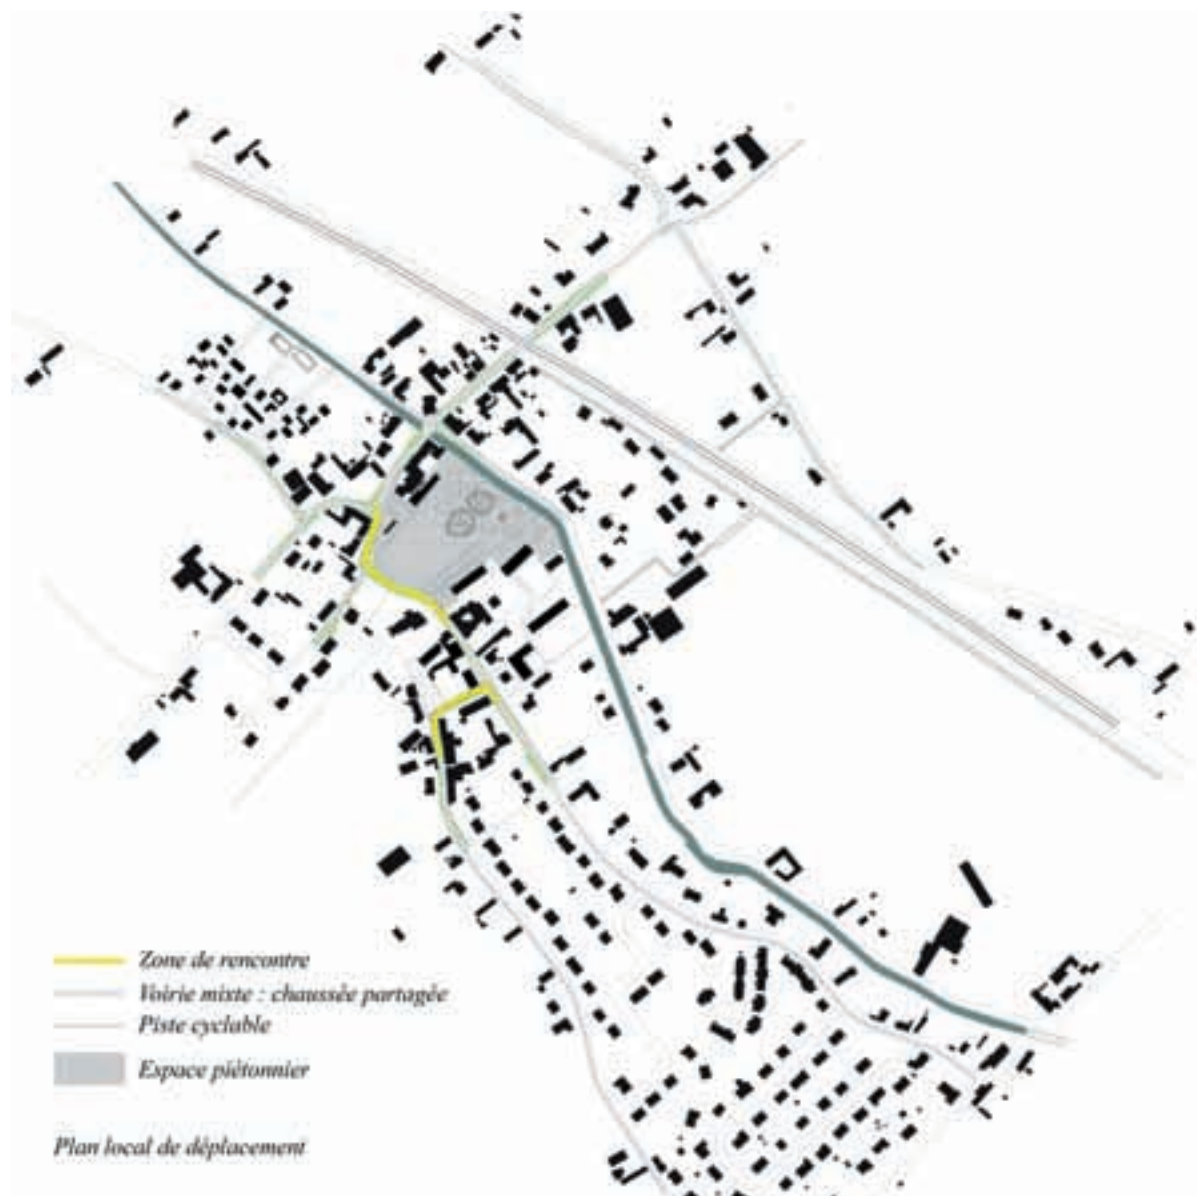 Zone de rencontre
Voirie mixte : chaussée partagée
Piste cyclable
Espace piétonnier
Plan local de déplacement